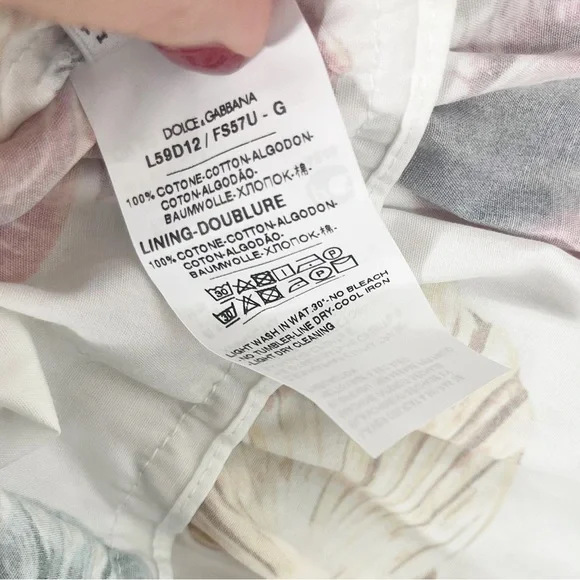 DOLCE & GABBANA
L59D12 / FS57U - G
100% COTONE-COTTON-ALGODON-
COTON-ALGODÃO-
BAUMWOLLE-ХЛОПОК-棉-
LINING-DOUBLURE
100% COTONE-COTTON-ALGODON-
COTON-ALGODÃO-
BAUMWOLLE-ХЛОПОК-棉-
30 P
30 P
LIGHT WASH IN WAT.30°-NO BLEACH
-NO TUMBLER-LINE DRY-COOL IRON
-LIGHT DRY CLEANING